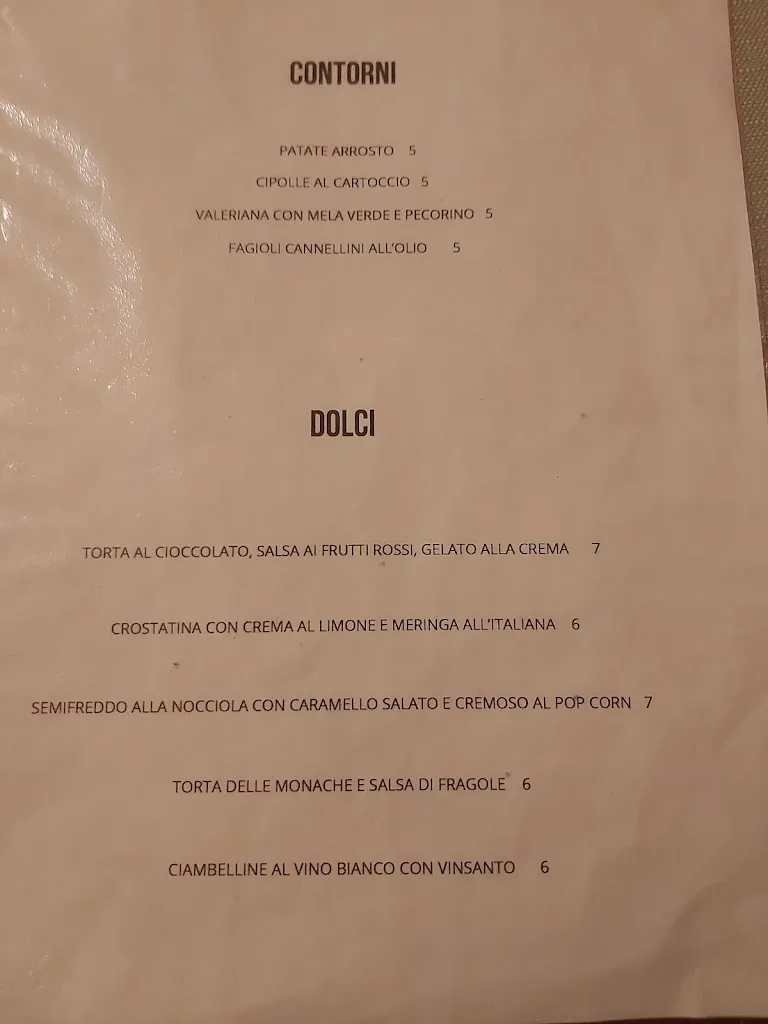 CONTORNI
PATATE ARROSTO 5
CIPOLLE AL CARTOCCIO 5
VALERIANA CON MELA VERDE E PECORINO 5
FAGIOLI CANNELLINI ALL'OLIO 5
DOLCI
TORTA AL CIOCCOLATO, SALSA AI FRUTTI ROSSI, GELATO ALLA CREMA 7
CROSTATINA CON CREMA AL LIMONE E MERINGA ALL'ITALIANA 6
SEMIFREDDO ALLA NOCCIOLA CON CARAMELLO SALATO E CREMOSO AL POP CORN 7
TORTA DELLE MONACHE E SALSA DI FRAGOLE 6
CIAMBELLINE AL VINO BIANCO CON VINSANTO 6